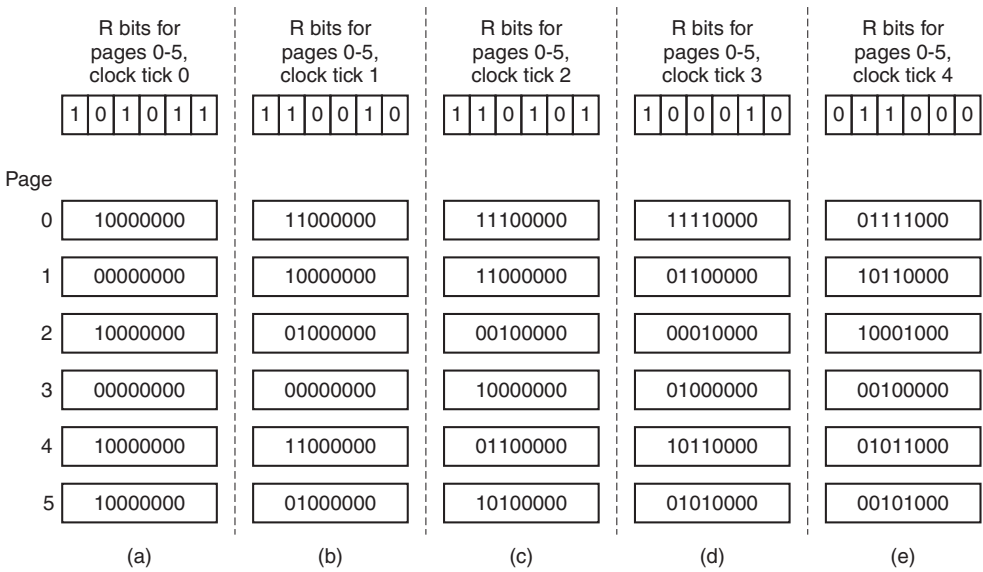 R bits for
pages 0-5,
clock tick 0
1 0 1 0 1 1
R bits for
pages 0-5,
clock tick 1
1 1 0 0 1 0
R bits for
pages 0-5,
clock tick 2
1 1 0 1 0 1
R bits for
pages 0-5,
clock tick 3
1 0 0 0 1 0
R bits for
pages 0-5,
clock tick 4
0 1 1 0 0 0
Page
0 10000000 11000000 11100000 11110000 01111000
1 00000000 10000000 11000000 01100000 10110000
2 10000000 01000000 00100000 00010000 10001000
3 00000000 00000000 10000000 01000000 00100000
4 10000000 11000000 01100000 10110000 01011000
5 10000000 01000000 10100000 01010000 00101000
(a) (b) (c) (d) (e)